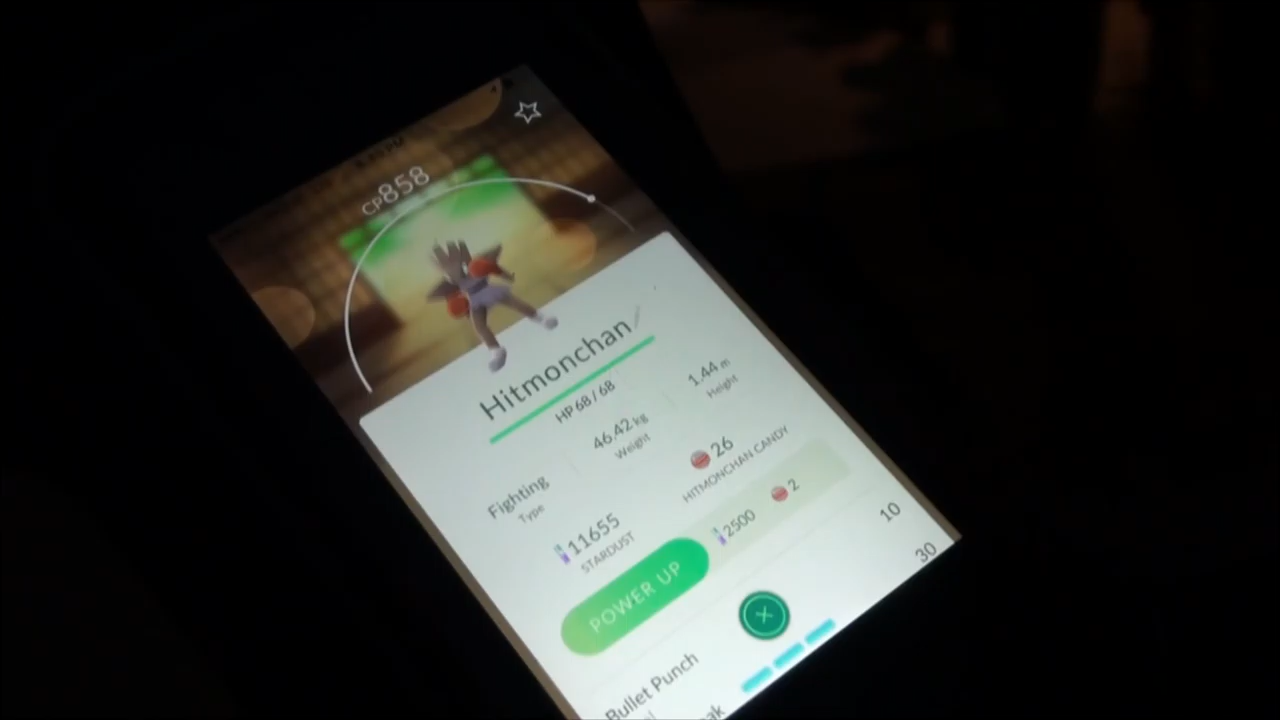 CP858
Hitmonchan
HP 68 / 68
Fighting
Type
46.42 kg
Weight
1.44 m
Height
11655
STARDUST
26
HITMONCHAN CANDY
POWER UP
2500
2
Bullet Punch
10
30